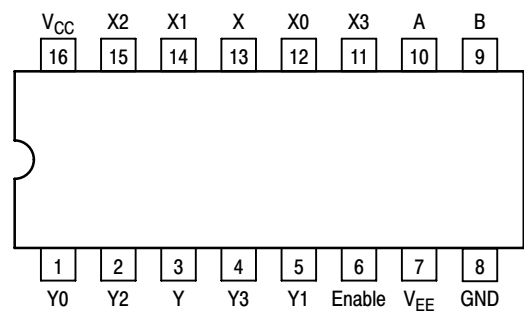 VCC X2 X1 X X0 X3 A B
16 15 14 13 12 11 10 9
1 2 3 4 5 6 7 8
Y0 Y2 Y Y3 Y1 Enable VEE GND